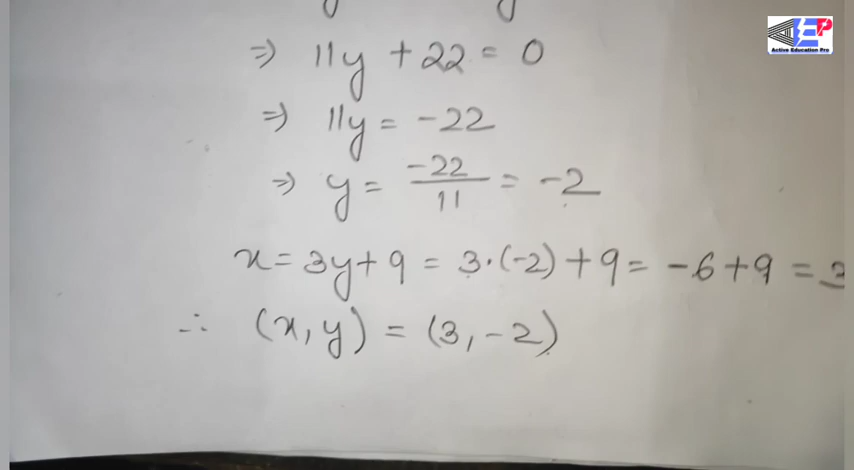 ⇒ 11y + 22 = 0
⇒ 11y = -22
⇒ y = -22/11 = -2
x = 3y + 9 = 3·(-2) + 9 = -6 + 9 = 3
∴ (x, y) = (3, -2)
EP
Active Education Pro